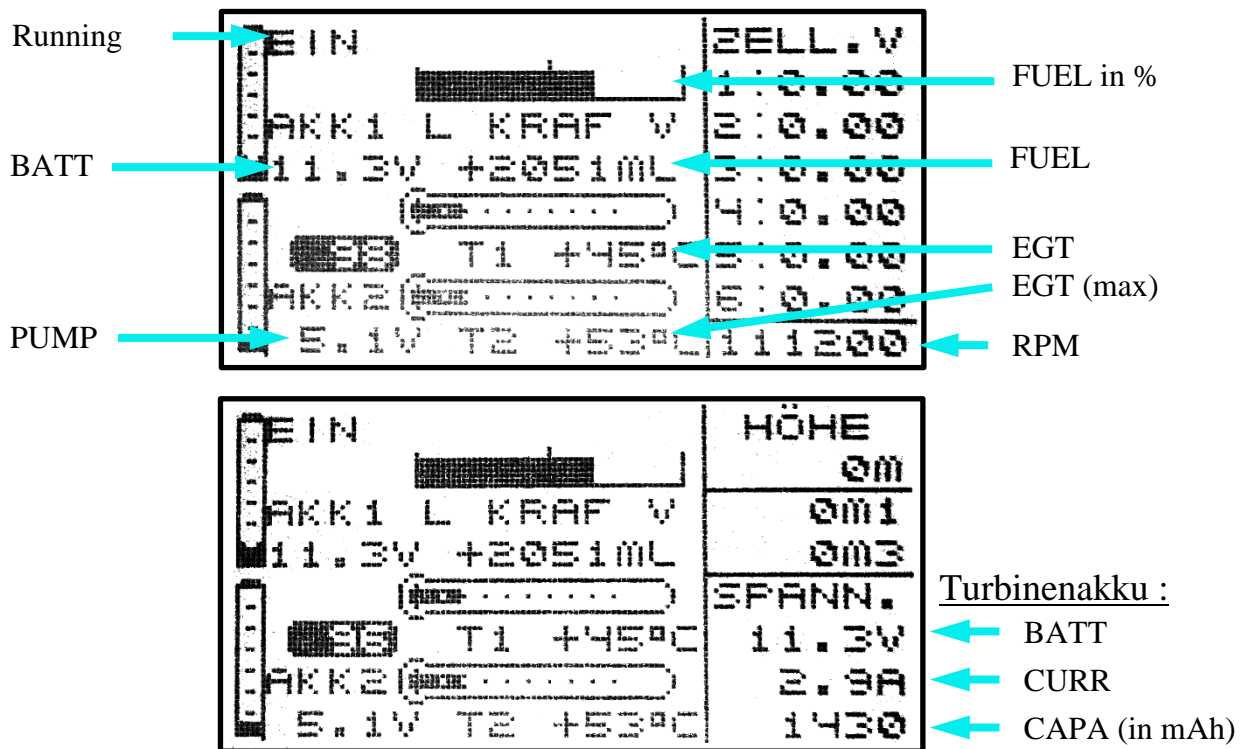 Running
EIN
AKK1 L KRAF V
11.3V +2051mL
T1 +45°C
AKK2
5.1V T2 +53°C
ZELL.V
1:0.00
2:0.00
3:0.00
4:0.00
5:0.00
6:0.00
111200
BATT
PUMP
FUEL in %
FUEL
EGT
EGT (max)
RPM
EIN
AKK1 L KRAF V
11.3V +2051mL
T1 +45°C
AKK2
5.1V T2 +53°C
HÖHE
0m
0m1
0m3
SPANN.
11.3V
2.9A
1430
Turbinenakku :
BATT
CURR
CAPA (in mAh)